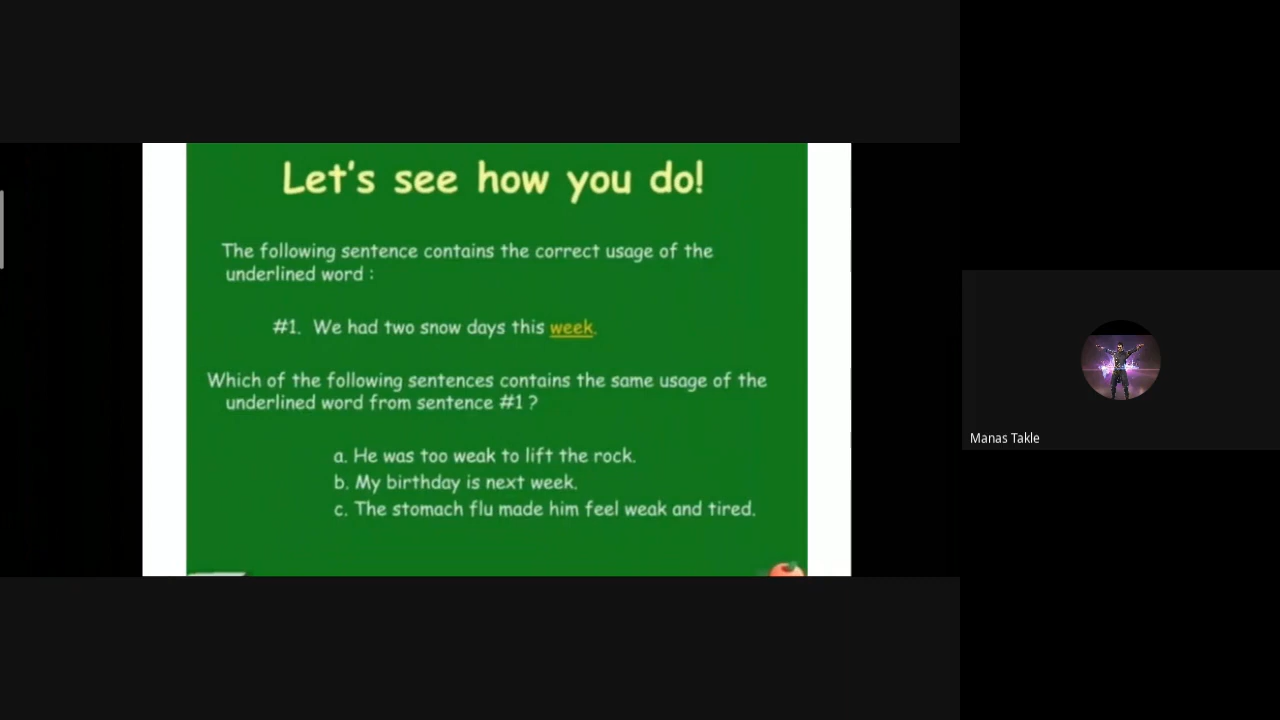 Let's see how you do!
The following sentence contains the correct usage of the
underlined word :
#1. We had two snow days this week.
Which of the following sentences contains the same usage of the
underlined word from sentence #1 ?
a. He was too weak to lift the rock.
b. My birthday is next week.
c. The stomach flu made him feel weak and tired.
Manas Takle